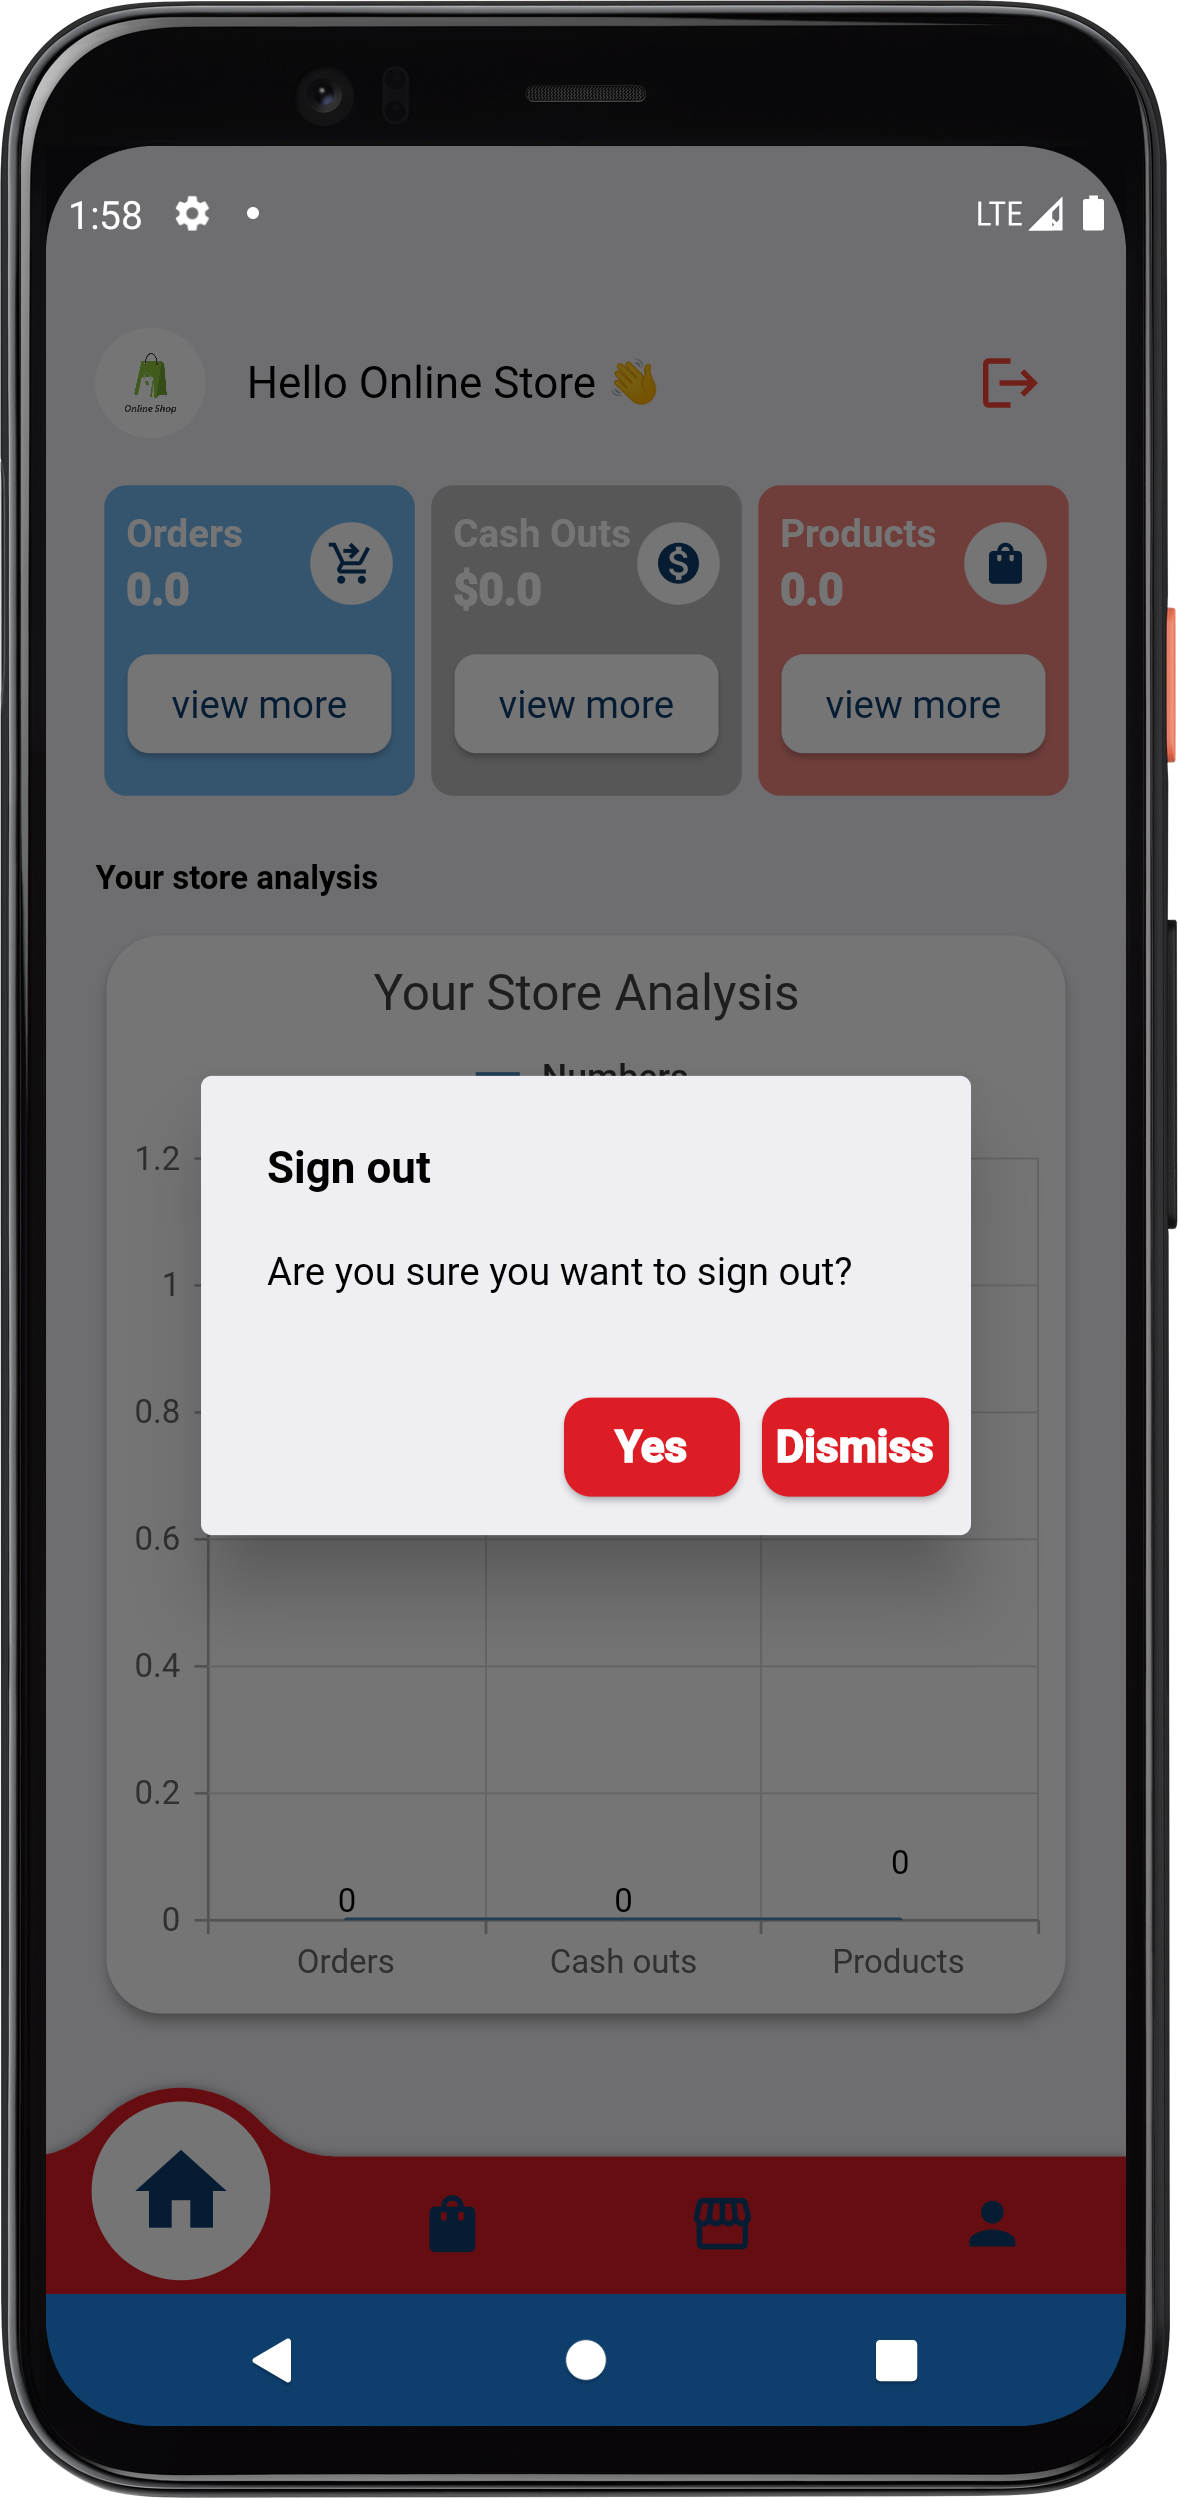 1:58
LTE
Online Shop
Hello Online Store 👋
Orders
0.0
view more
Cash Outs
$0.0
view more
Products
0.0
view more
Your store analysis
Your Store Analysis
Numbers
Sign out
Are you sure you want to sign out?
Yes Dismiss
1.2
1
0.8
0.6
0.4
0.2
0
0 0 0
Orders Cash outs Products